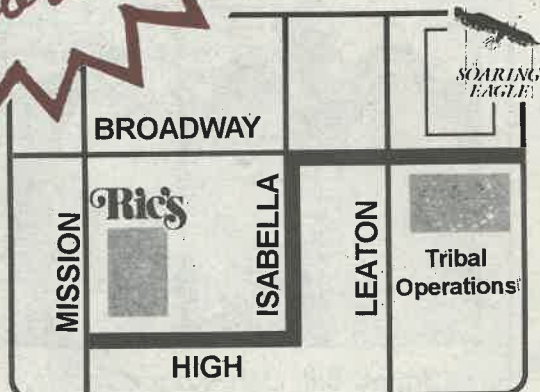 SOARING
EAGLE
BROADWAY
Ric's
MISSION
ISABELLA
LEATON
Tribal
Operations
HIGH